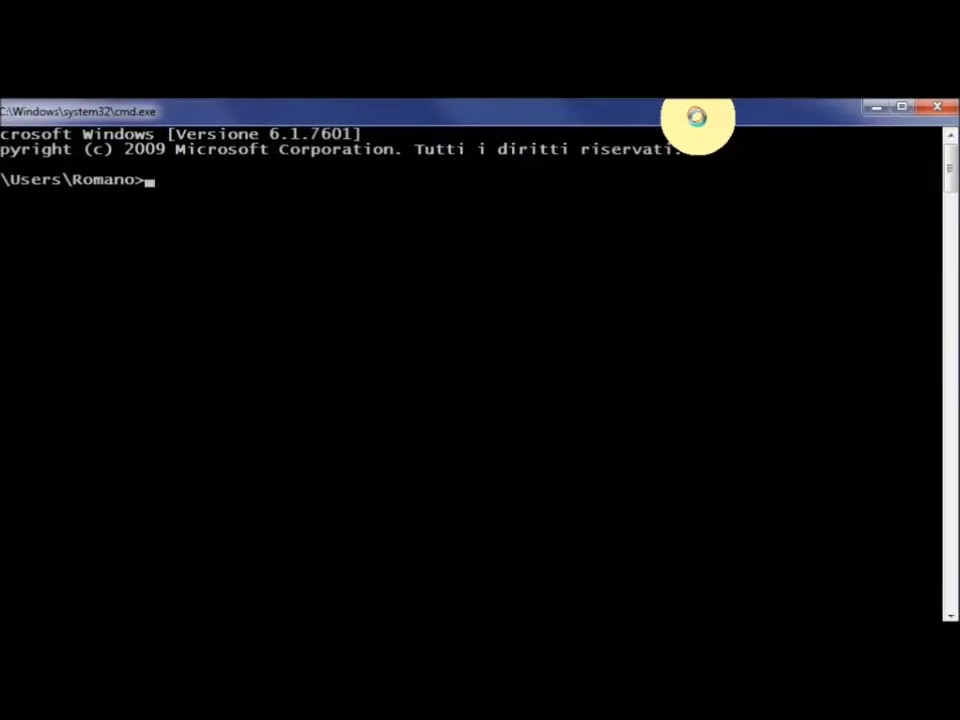 C:\Windows\system32\cmd.exe
crosoft Windows [Versione 6.1.7601]
pyright (c) 2009 Microsoft Corporation. Tutti i diritti riservati.
\Users\Romano>